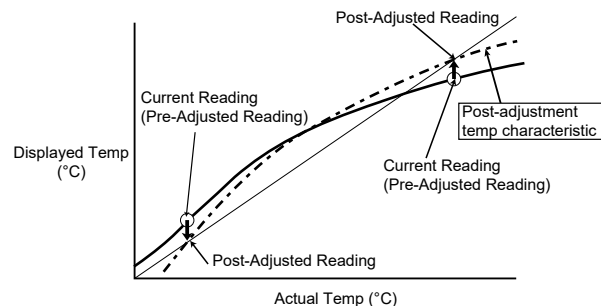 Post-Adjusted Reading
Current Reading
(Pre-Adjusted Reading)
Post-adjustment
temp characteristic
Displayed Temp
(°C)
Current Reading
(Pre-Adjusted Reading)
Post-Adjusted Reading
Actual Temp (°C)